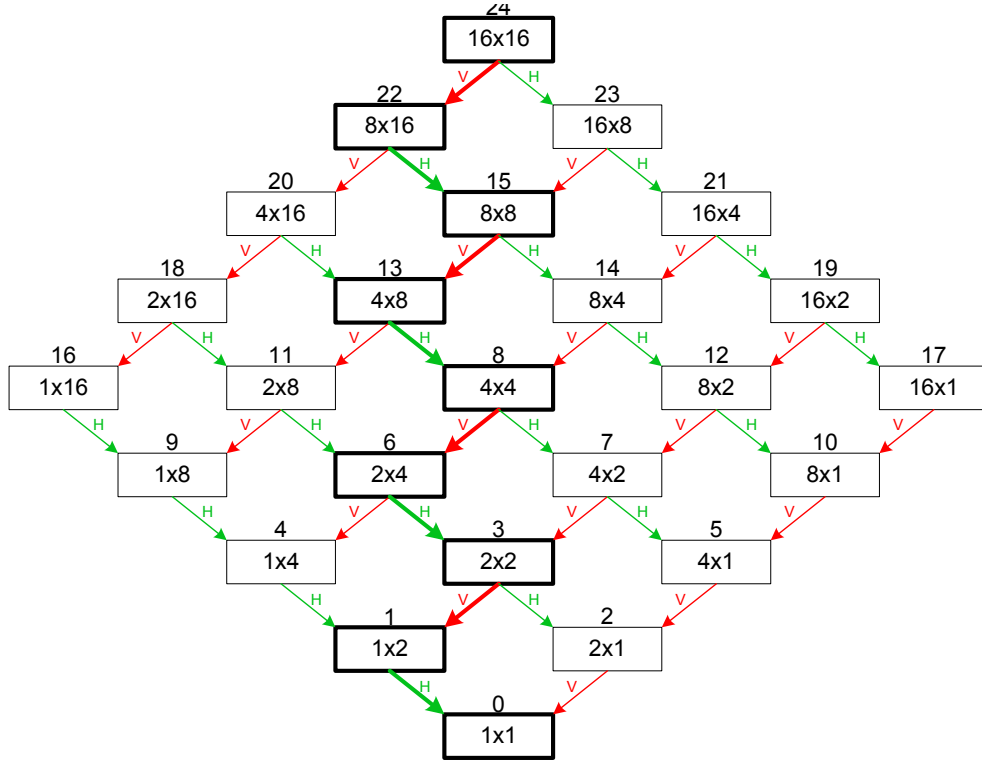 24
16x16
V H
22 23
8x16 16x8
V H V H
20 15 21
4x16 8x8 16x4
V H V H V H
18 13 14 19
2x16 4x8 8x4 16x2
V H V H V H V H
16 11 8 12 17
1x16 2x8 4x4 8x2 16x1
H V H V H V H V
9 6 7 10
1x8 2x4 4x2 8x1
H V H V H V
4 3 5
1x4 2x2 4x1
H V H V
1 2
1x2 2x1
H V
0
1x1